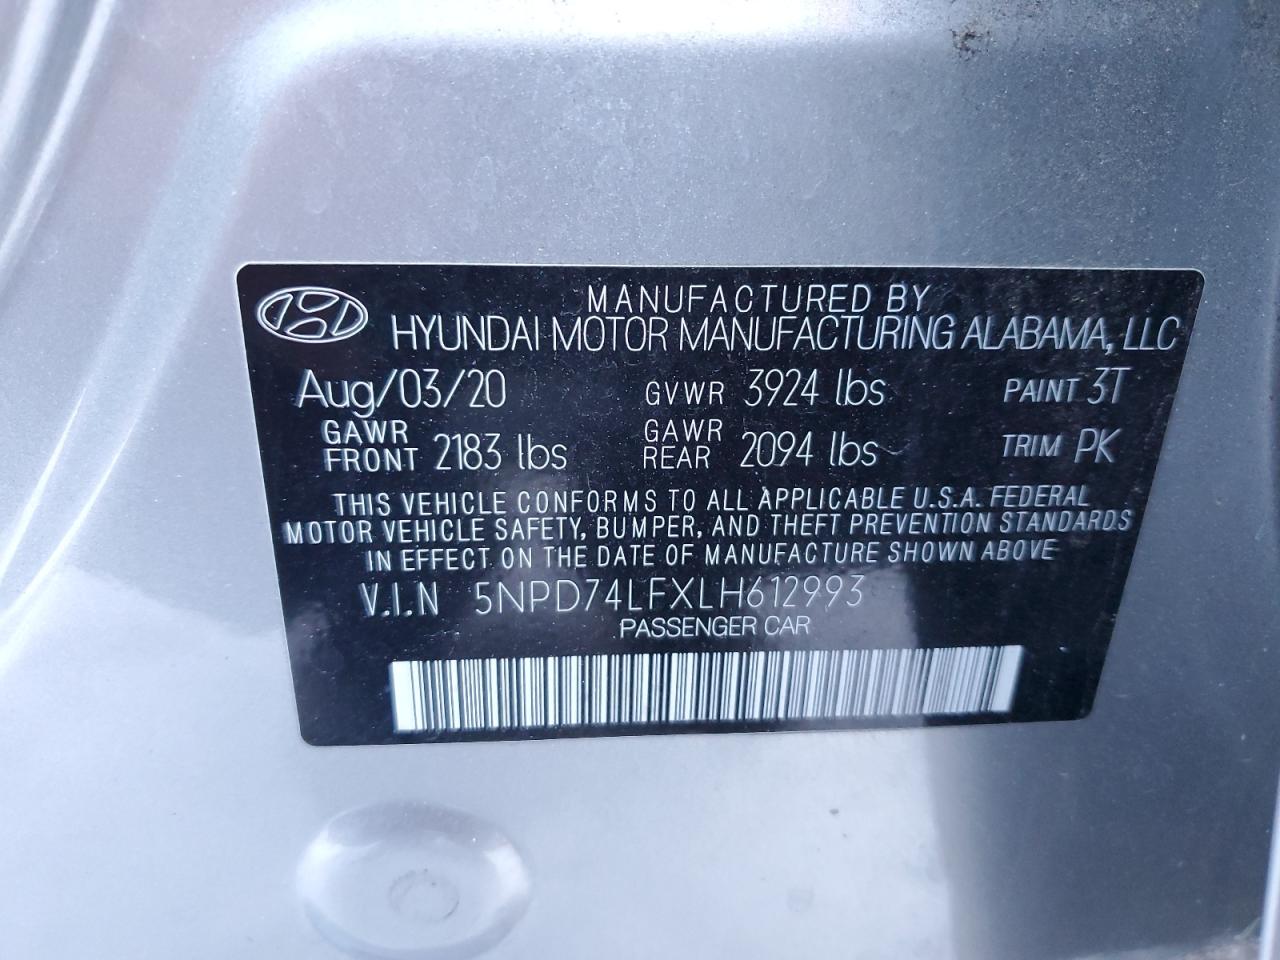 MANUFACTURED BY
HYUNDAI MOTOR MANUFACTURING ALABAMA, LLC
Aug/03/20 GVWR 3924 lbs PAINT 3T
GAWR FRONT 2183 lbs GAWR REAR 2094 lbs TRIM PK
THIS VEHICLE CONFORMS TO ALL APPLICABLE U.S.A. FEDERAL
MOTOR VEHICLE SAFETY, BUMPER, AND THEFT PREVENTION STANDARDS
IN EFFECT ON THE DATE OF MANUFACTURE SHOWN ABOVE
V.I.N 5NPD74LFXLH612993
PASSENGER CAR